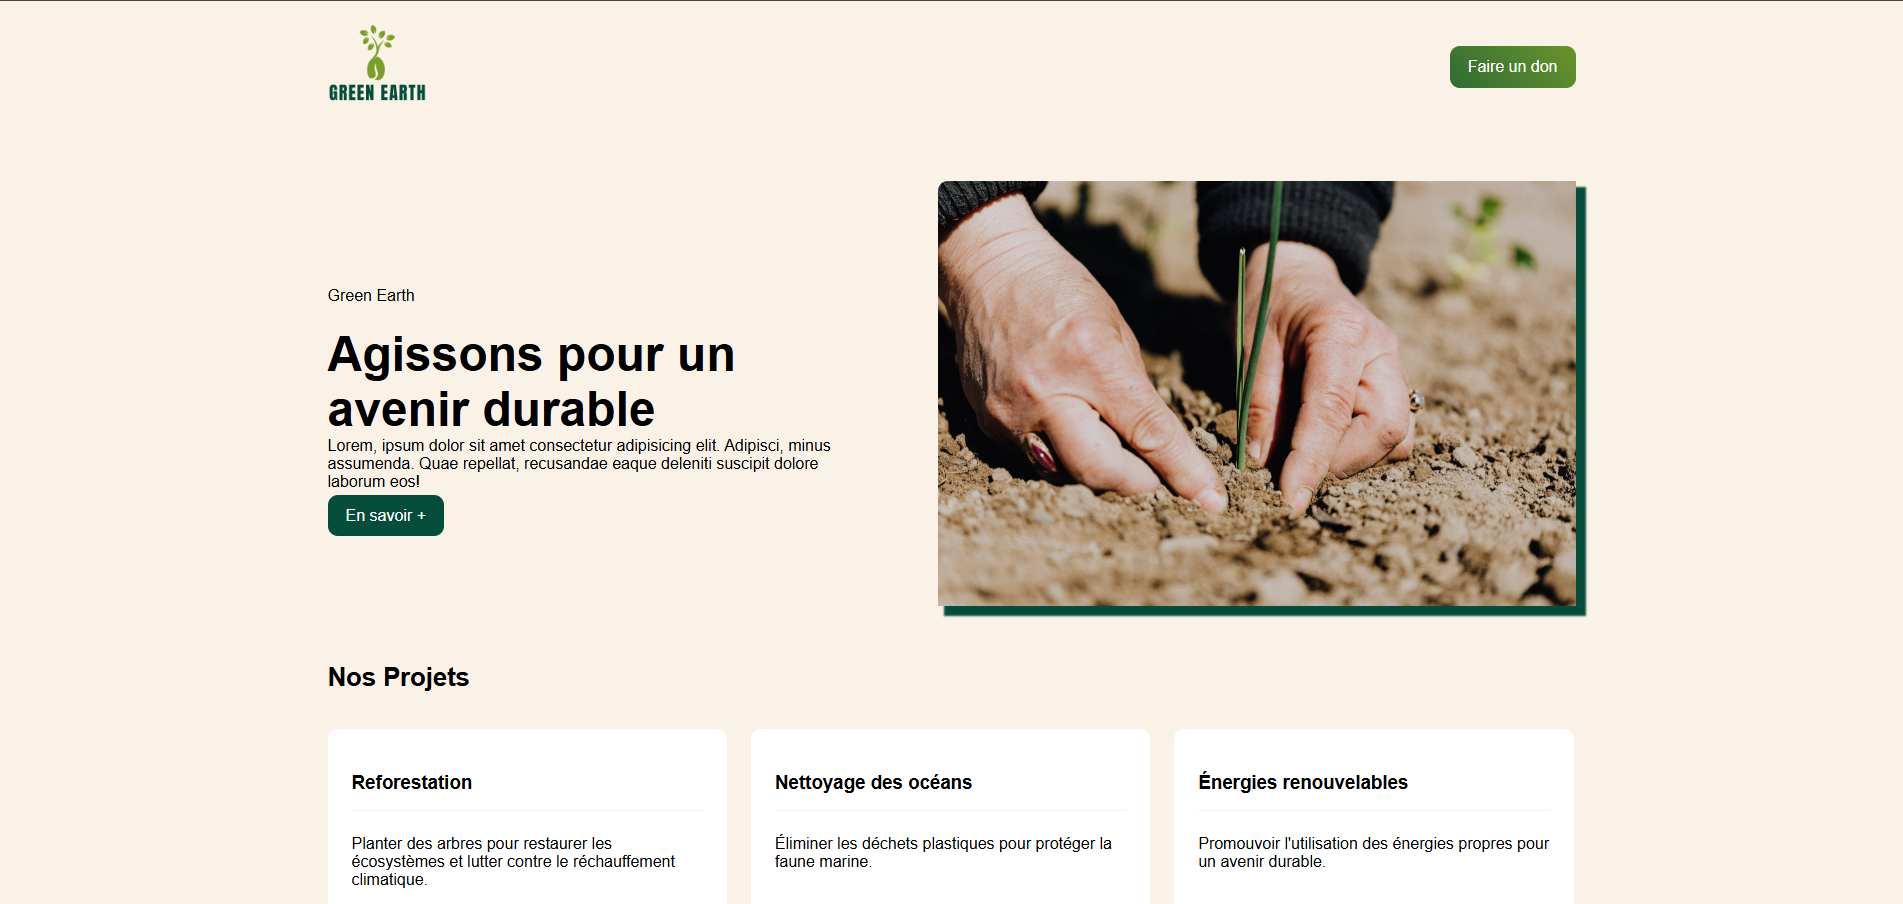 GREEN EARTH
Faire un don
Green Earth
Agissons pour un
avenir durable
Lorem, ipsum dolor sit amet consectetur adipisicing elit. Adipisci, minus
assumenda. Quae repellat, recusandae eaque deleniti suscipit dolore
laborum eos!
En savoir +
Nos Projets
Reforestation
Planter des arbres pour restaurer les
écosystèmes et lutter contre le réchauffement
climatique.
Nettoyage des océans
Éliminer les déchets plastiques pour protéger la
faune marine.
Énergies renouvelables
Promouvoir l'utilisation des énergies propres pour
un avenir durable.